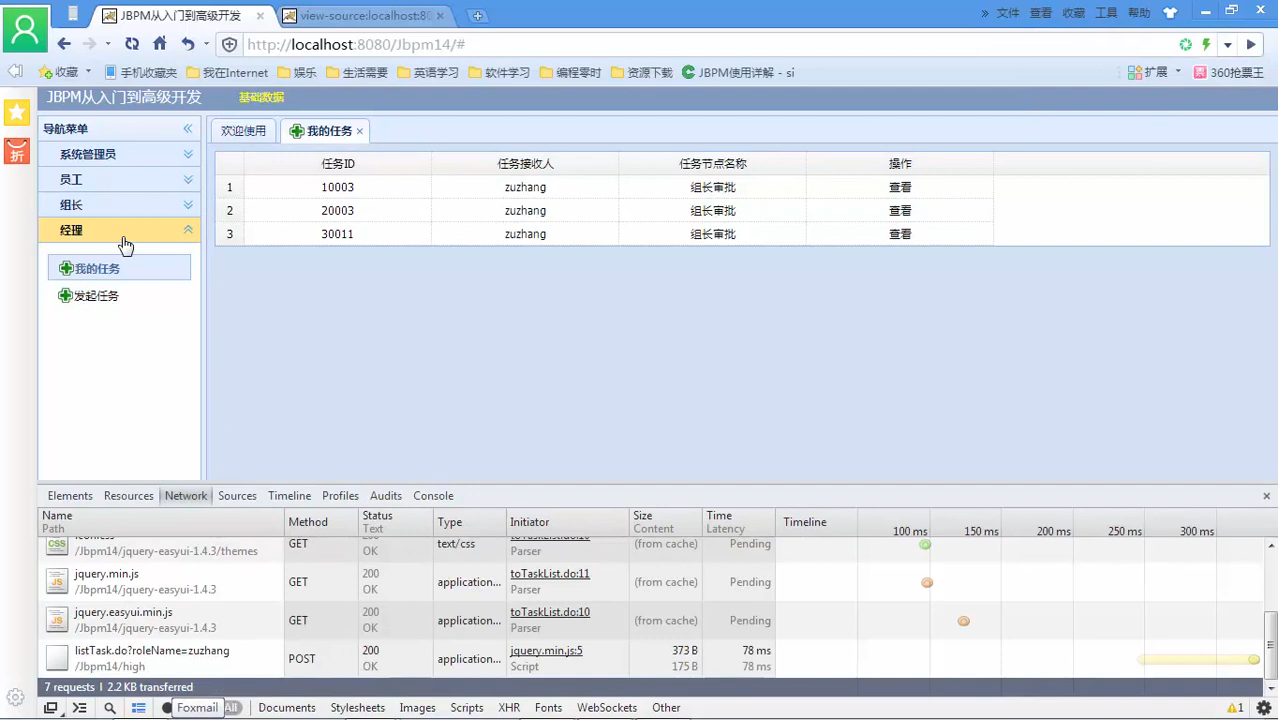 JBPM从入门到高级开发
view-source:localhost:80
文件 查看 收藏 工具 帮助
http://localhost:8080/Jbpm14/#
收藏 手机收藏夹 我在Internet 娱乐 生活需要 英语学习 软件学习 编程零时 资源下载 JBPM使用详解 - si 扩展 360抢票王
JBPM从入门到高级开发 基础数据
折
导航菜单
系统管理员
员工
组长
经理
我的任务
发起任务
欢迎使用 我的任务
任务ID 任务接收人 任务节点名称 操作
1 10003 zuzhang 组长审批 查看
2 20003 zuzhang 组长审批 查看
3 30011 zuzhang 组长审批 查看
Elements Resources Network Sources Timeline Profiles Audits Console
Name Path Method Status Text Type Initiator Size Content Time Latency Timeline 100 ms 150 ms 200 ms 250 ms 300 ms
CSS /Jbpm14/jquery-easyui-1.4.3/themes GET OK text/css Parser (from cache) Pending
JS jquery.min.js /Jbpm14/jquery-easyui-1.4.3 GET 200 OK application... toTaskList.do:11 Parser (from cache) Pending
JS jquery.easyui.min.js /Jbpm14/jquery-easyui-1.4.3 GET 200 OK application... toTaskList.do:10 Parser (from cache) Pending
listTask.do?roleName=zuzhang /Jbpm14/high POST 200 OK application... jquery.min.js:5 Script 373 B 175 B 78 ms 78 ms
7 requests | 2.2 KB transferred
Foxmail All Documents Stylesheets Images Scripts XHR Fonts WebSockets Other 1